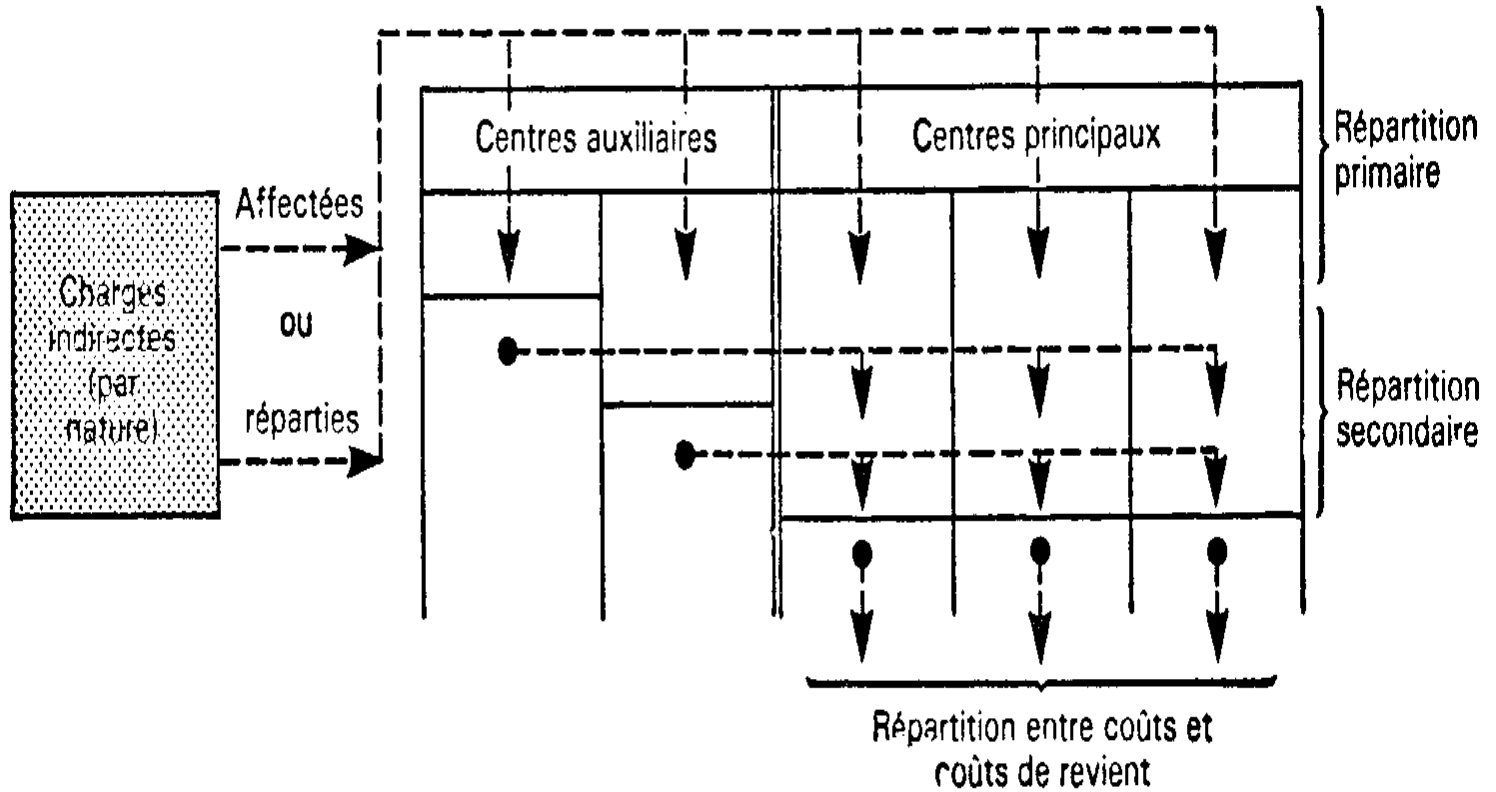 Centres auxiliaires
Centres principaux
Répartition
primaire
Affectées
ou
réparties
Charges
indirectes
(par
nature)
Répartition
secondaire
Répartition entre coûts et
coûts de revient